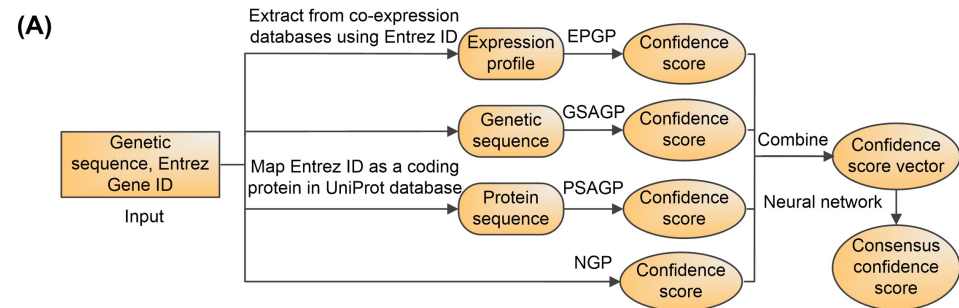 (A)
Extract from co-expression
databases using Entrez ID
Expression
profile
EPGP
Confidence
score
Genetic
sequence
GSAGP
Confidence
score
Genetic
sequence, Entrez
Gene ID
Input
Map Entrez ID as a coding
protein in UniProt database
Protein
sequence
PSAGP
Confidence
score
NGP
Confidence
score
Combine
Confidence
score vector
Neural network
Consensus
confidence
score